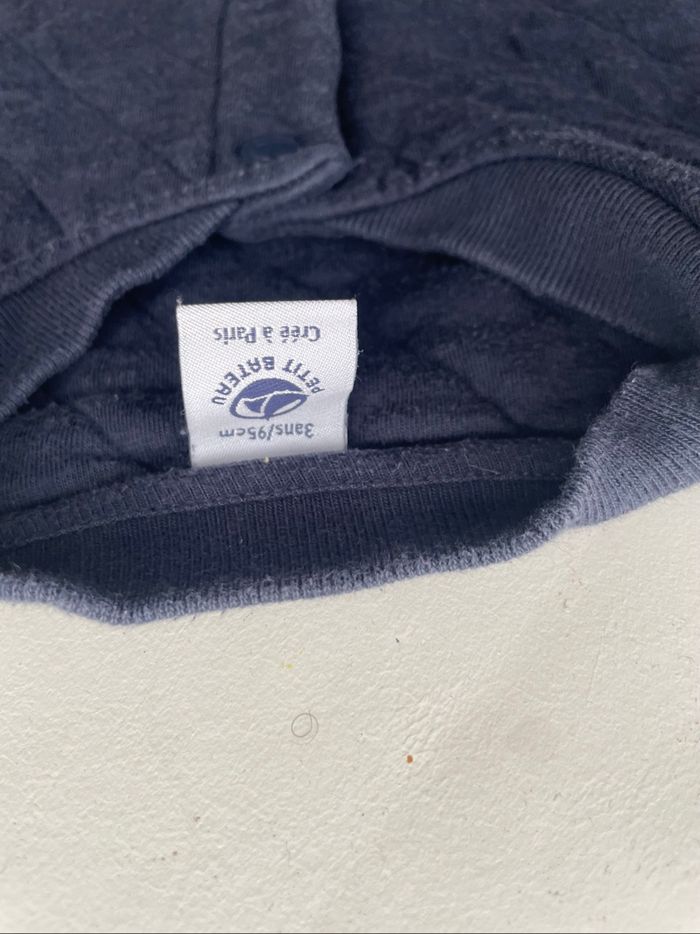 3ans/95cm
PETIT BATEAU
Créé à Paris